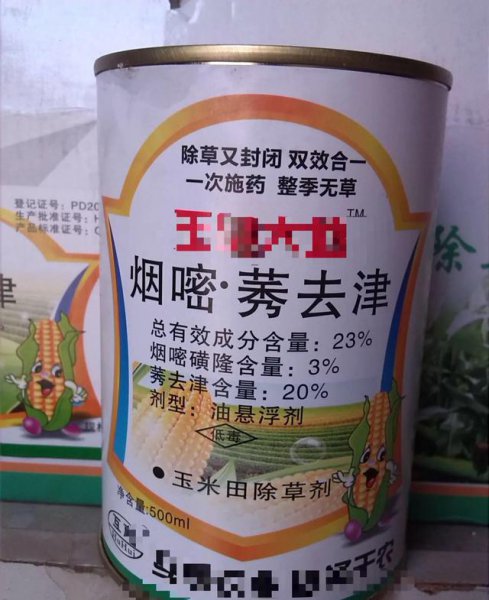 除草又封闭 双效合一
一次施药 整季无草
TM
烟嘧·莠去津
总有效成分含量：23%
烟嘧磺隆含量：3%
莠去津含量：20%
剂型：油悬浮剂
低毒
玉米田除草剂
净含量:500ml
登记证号：PD20
生产批准证号：H
产品标准证号：
津
除